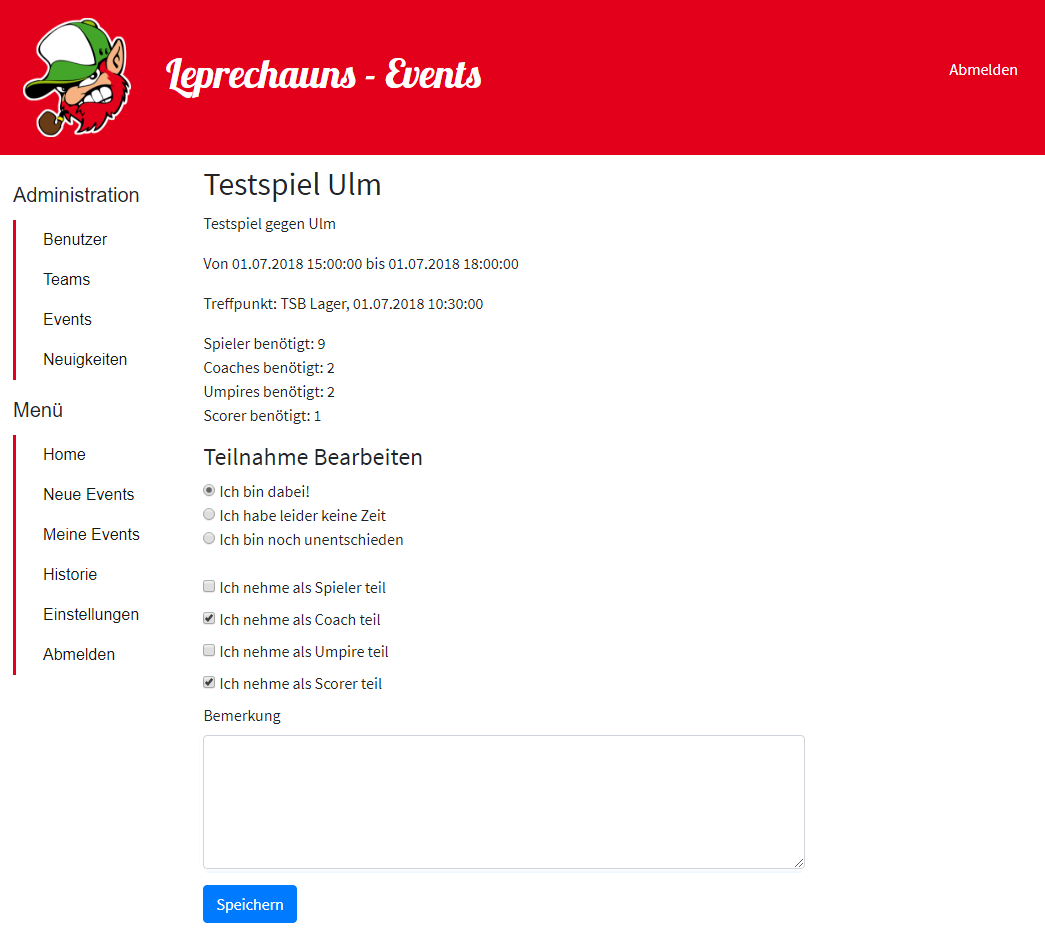 Leprechauns - Events
Abmelden
Administration
Benutzer
Teams
Events
Neuigkeiten
Menü
Home
Neue Events
Meine Events
Historie
Einstellungen
Abmelden
Testspiel Ulm
Testspiel gegen Ulm
Von 01.07.2018 15:00:00 bis 01.07.2018 18:00:00
Treffpunkt: TSB Lager, 01.07.2018 10:30:00
Spieler benötigt: 9
Coaches benötigt: 2
Umpires benötigt: 2
Scorer benötigt: 1
Teilnahme Bearbeiten
Ich bin dabei!
Ich habe leider keine Zeit
Ich bin noch unentschieden
Ich nehme als Spieler teil
Ich nehme als Coach teil
Ich nehme als Umpire teil
Ich nehme als Scorer teil
Bemerkung
Speichern